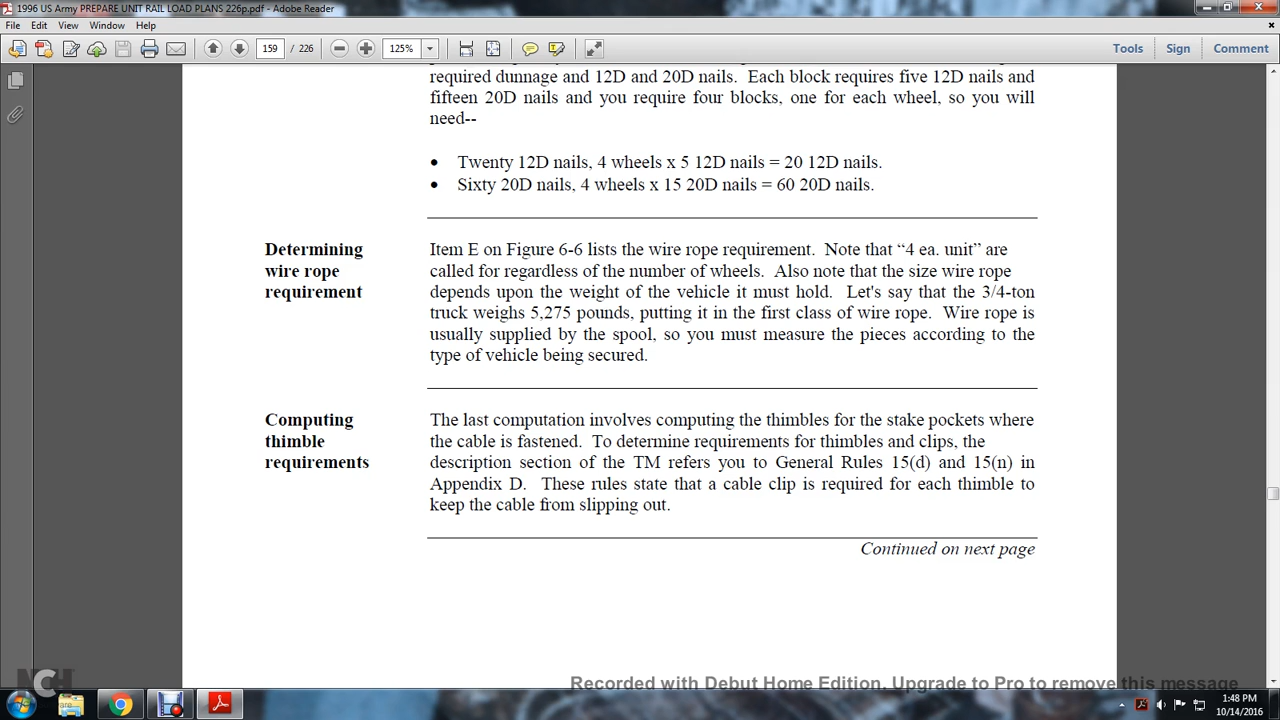 1996 US Army PREPARE UNIT RAIL LOAD PLANS 226p.pdf - Adobe Reader
File Edit View Window Help
159 / 226 125% Tools Sign Comment
required dunnage and 12D and 20D nails. Each block requires five 12D nails and
fifteen 20D nails and you require four blocks, one for each wheel, so you will
need--
• Twenty 12D nails, 4 wheels x 5 12D nails = 20 12D nails.
• Sixty 20D nails, 4 wheels x 15 20D nails = 60 20D nails.
Determining
wire rope
requirement
Item E on Figure 6-6 lists the wire rope requirement. Note that “4 ea. unit” are
called for regardless of the number of wheels. Also note that the size wire rope
depends upon the weight of the vehicle it must hold. Let's say that the 3/4-ton
truck weighs 5,275 pounds, putting it in the first class of wire rope. Wire rope is
usually supplied by the spool, so you must measure the pieces according to the
type of vehicle being secured.
Computing
thimble
requirements
The last computation involves computing the thimbles for the stake pockets where
the cable is fastened. To determine requirements for thimbles and clips, the
description section of the TM refers you to General Rules 15(d) and 15(n) in
Appendix D. These rules state that a cable clip is required for each thimble to
keep the cable from slipping out.
Continued on next page
NCH
Recorded with Debut Home Edition. Upgrade to Pro to remove this message
1:48 PM
10/14/2016